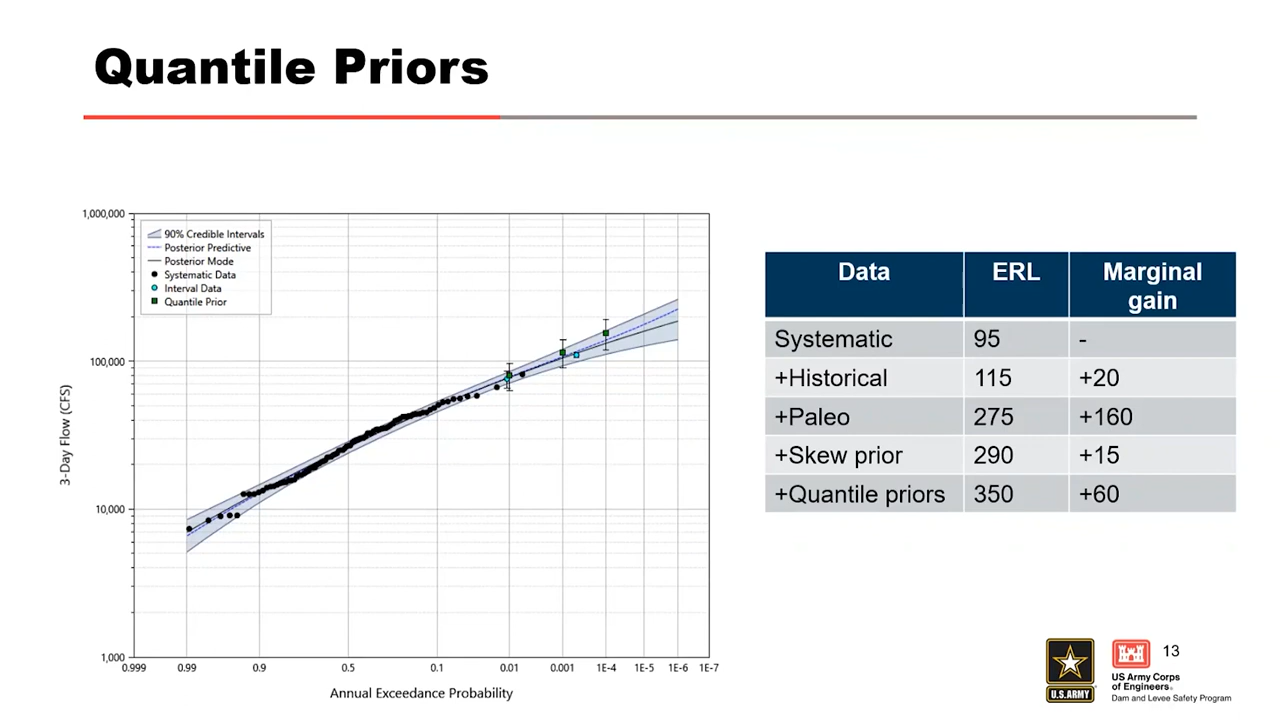 Quantile Priors
1,000,000
100,000
10,000
1,000
3-Day Flow (CFS)
90% Credible Intervals
Posterior Predictive
Posterior Mode
Systematic Data
Interval Data
Quantile Prior
0.999 0.99 0.9 0.5 0.1 0.01 0.001 1E-4 1E-5 1E-6 1E-7
Annual Exceedance Probability
Data ERL Marginal
gain
Systematic 95 -
+Historical 115 +20
+Paleo 275 +160
+Skew prior 290 +15
+Quantile priors 350 +60
U.S.ARMY
US Army Corps
of Engineers®
Dam and Levee Safety Program
13